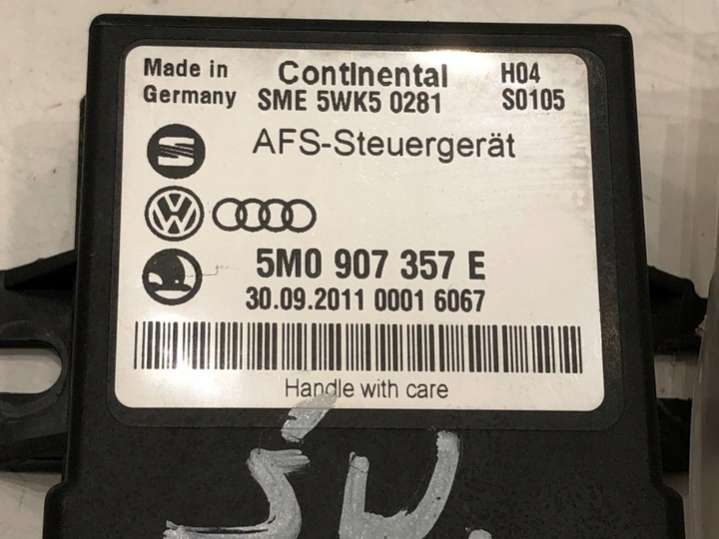 Made in Germany
Continental
H04
SME 5WK5 0281
S0105
AFS-Steuergerät
5M0 907 357 E
30.09.2011 0001 6067
Handle with care